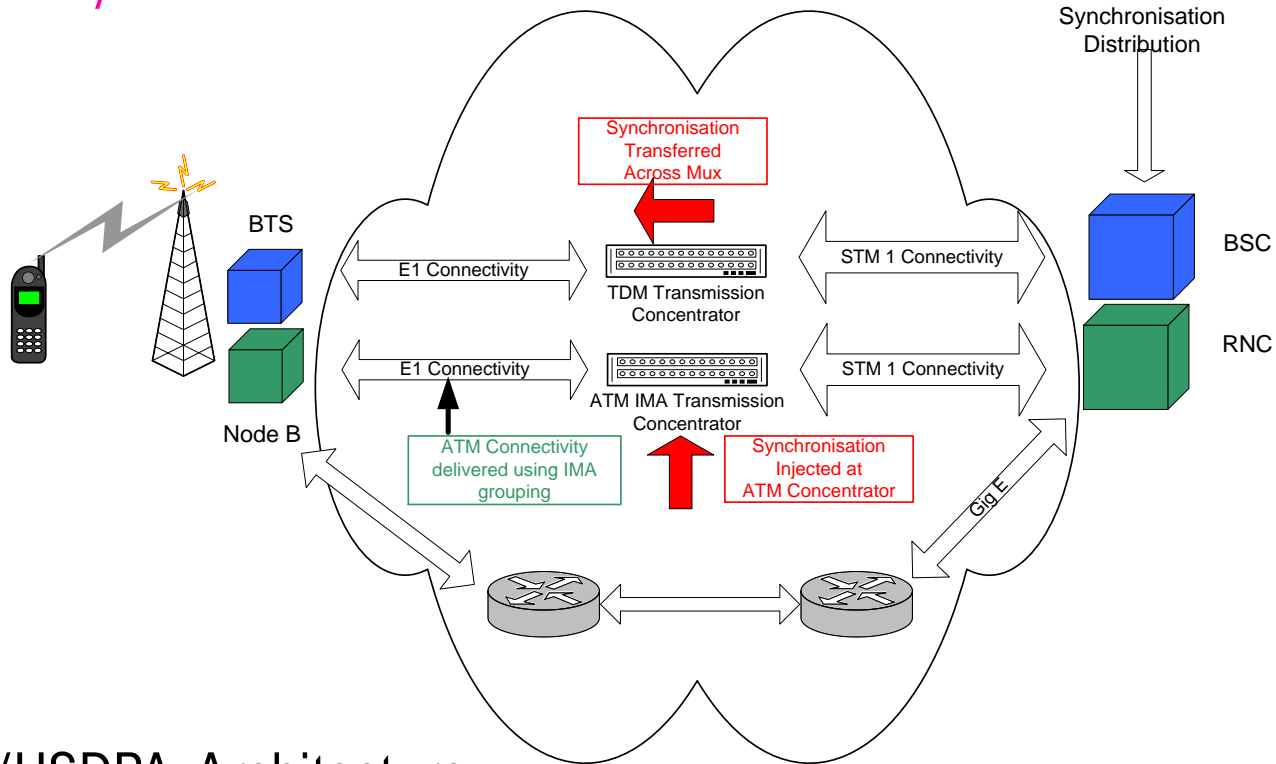 Synchronisation
Distribution
Synchronisation
Transferred
Across Mux
BTS
BSC
E1 Connectivity
STM 1 Connectivity
TDM Transmission
Concentrator
RNC
E1 Connectivity
STM 1 Connectivity
ATM IMA Transmission
Concentrator
Node B
ATM Connectivity
delivered using IMA
grouping
Synchronisation
Injected at
ATM Concentrator
Gig E